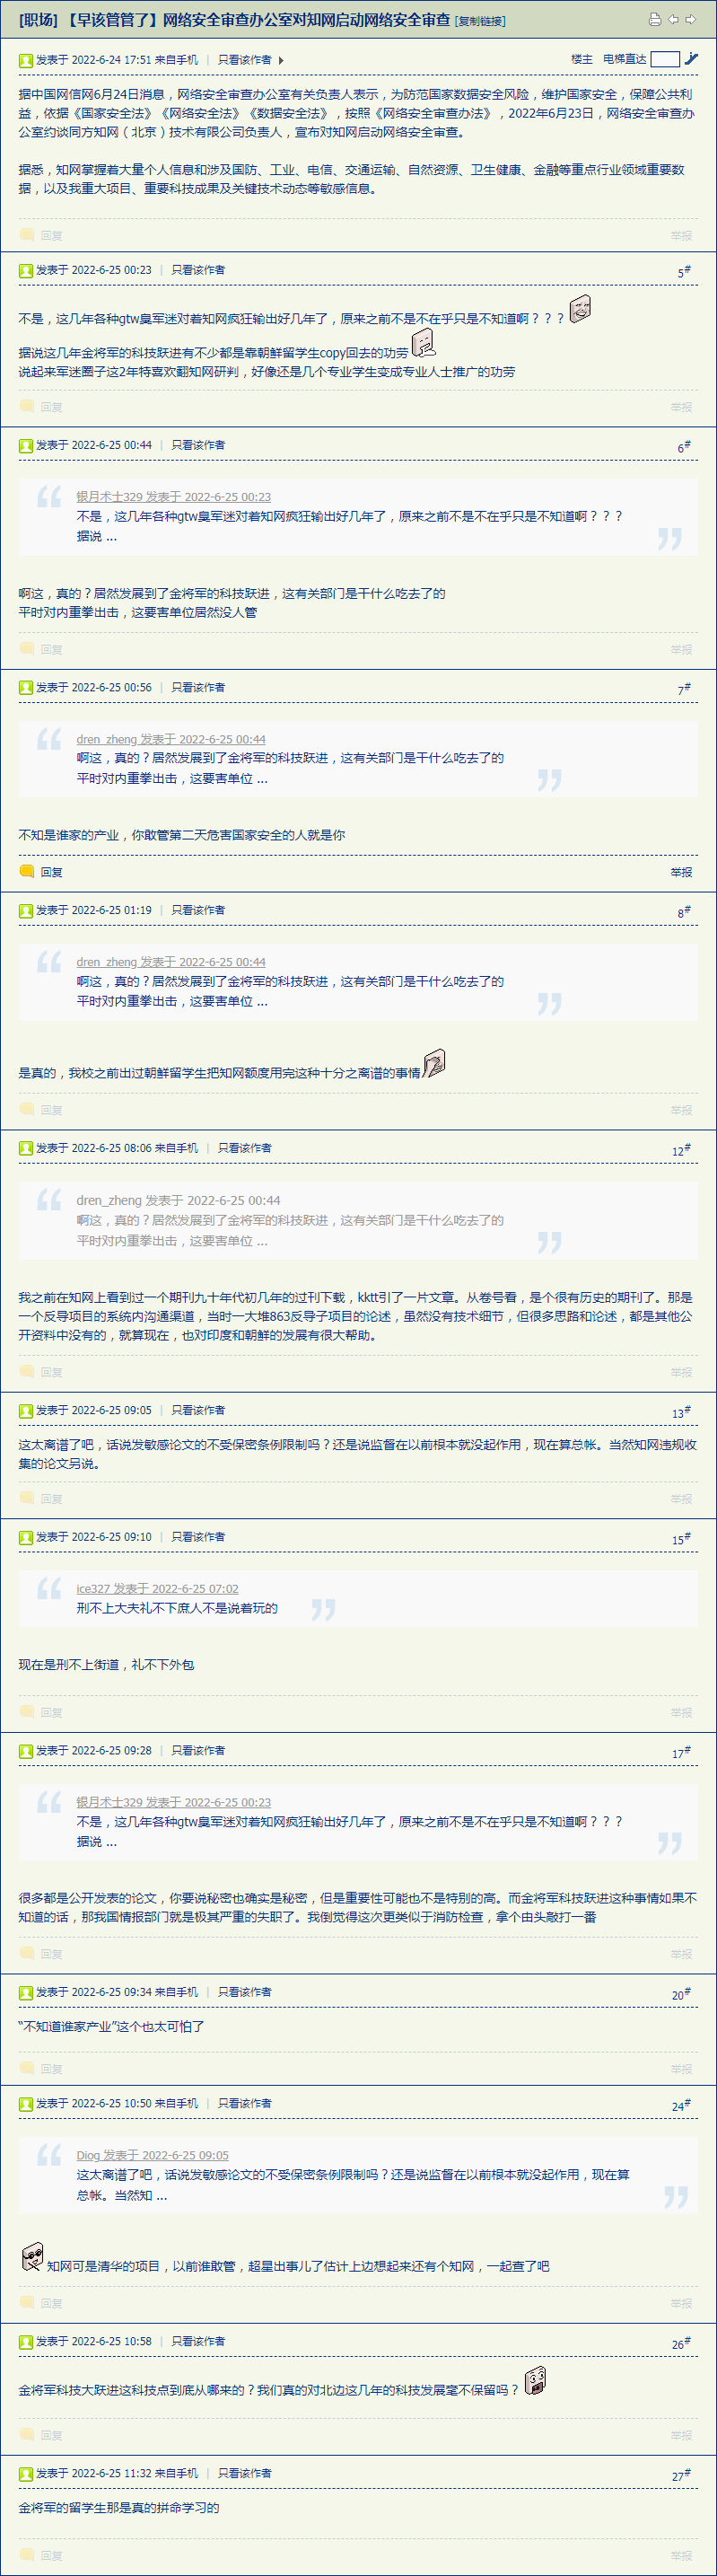 [职场] 【早该管管了】网络安全审查办公室对知网启动网络安全审查 [复制链接]
发表于 2022-6-24 17:51 来自手机 | 只看该作者
楼主 电梯直达
据中国网信网6月24日消息，网络安全审查办公室有关负责人表示，为防范国家数据安全风险，维护国家安全，保障公共利
益，依据《国家安全法》《网络安全法》《数据安全法》，按照《网络安全审查办法》，2022年6月23日，网络安全审查办
公室约谈同方知网（北京）技术有限公司负责人，宣布对知网启动网络安全审查。
据悉，知网掌握着大量个人信息和涉及国防、工业、电信、交通运输、自然资源、卫生健康、金融等重点行业领域重要数
据，以及我重大项目、重要科技成果及关键技术动态等敏感信息。
回复 举报
发表于 2022-6-25 00:23 | 只看该作者 5#
不是，这几年各种gtw臭军迷对着知网疯狂输出好几年了，原来之前不是不在乎只是不知道啊？？？
据说这几年金将军的科技跃进有不少都是靠朝鲜留学生copy回去的功劳
说起来军迷圈子这2年特喜欢翻知网研判，好像还是几个专业学生变成专业人士推广的功劳
回复 举报
发表于 2022-6-25 00:44 | 只看该作者 6#
银月术士329 发表于 2022-6-25 00:23
不是，这几年各种gtw臭军迷对着知网疯狂输出好几年了，原来之前不是不在乎只是不知道啊？？？
据说 ...
啊这，真的？居然发展到了金将军的科技跃进，这有关部门是干什么吃去了的
平时对内重拳出击，这要害单位居然没人管
回复 举报
发表于 2022-6-25 00:56 | 只看该作者 7#
dren_zheng 发表于 2022-6-25 00:44
啊这，真的？居然发展到了金将军的科技跃进，这有关部门是干什么吃去了的
平时对内重拳出击，这要害单位 ...
不知是谁家的产业，你敢管第二天危害国家安全的人就是你
回复 举报
发表于 2022-6-25 01:19 | 只看该作者 8#
dren_zheng 发表于 2022-6-25 00:44
啊这，真的？居然发展到了金将军的科技跃进，这有关部门是干什么吃去了的
平时对内重拳出击，这要害单位 ...
是真的，我校之前出过朝鲜留学生把知网额度用完这种十分之离谱的事情
回复 举报
发表于 2022-6-25 08:06 来自手机 | 只看该作者 12#
dren_zheng 发表于 2022-6-25 00:44
啊这，真的？居然发展到了金将军的科技跃进，这有关部门是干什么吃去了的
平时对内重拳出击，这要害单位 ...
我之前在知网上看到过一个期刊九十年代初几年的过刊下载，kktt引了一片文章。从卷号看，是个很有历史的期刊了。那是
一个反导项目的系统内沟通渠道，当时一大堆863反导子项目的论述，虽然没有技术细节，但很多思路和论述，都是其他公
开资料中没有的，就算现在，也对印度和朝鲜的发展有很大帮助。
回复 举报
发表于 2022-6-25 09:05 | 只看该作者 13#
这太离谱了吧，话说发敏感论文的不受保密条例限制吗？还是说监督在以前根本就没起作用，现在算总帐。当然知网违规收
集的论文另说。
回复 举报
发表于 2022-6-25 09:10 | 只看该作者 15#
ice327 发表于 2022-6-25 07:02
刑不上大夫礼不下庶人不是说着玩的
现在是刑不上街道，礼不下外包
回复 举报
发表于 2022-6-25 09:28 | 只看该作者 17#
银月术士329 发表于 2022-6-25 00:23
不是，这几年各种gtw臭军迷对着知网疯狂输出好几年了，原来之前不是不在乎只是不知道啊？？？
据说 ...
很多都是公开发表的论文，你要说秘密也确实是秘密，但是重要性可能也不是特别的高。而金将军科技跃进这种事情如果不
知道的话，那我国情报部门就是极其严重的失职了。我倒觉得这次更类似于消防检查，拿个由头敲打一番
回复 举报
发表于 2022-6-25 09:34 来自手机 | 只看该作者 20#
“不知道谁家产业”这个也太可怕了
回复 举报
发表于 2022-6-25 10:50 来自手机 | 只看该作者 24#
Diog 发表于 2022-6-25 09:05
这太离谱了吧，话说发敏感论文的不受保密条例限制吗？还是说监督在以前根本就没起作用，现在算
总帐。当然知 ...
知网可是清华的项目，以前谁敢管，超星出事儿了估计上边想起来还有个知网，一起查了吧
回复 举报
发表于 2022-6-25 10:58 | 只看该作者 26#
金将军科技大跃进这科技点到底从哪来的？我们真的对北边这几年的科技发展毫不保留吗？
回复 举报
发表于 2022-6-25 11:32 来自手机 | 只看该作者 27#
金将军的留学生那是真的拼命学习的
回复 举报